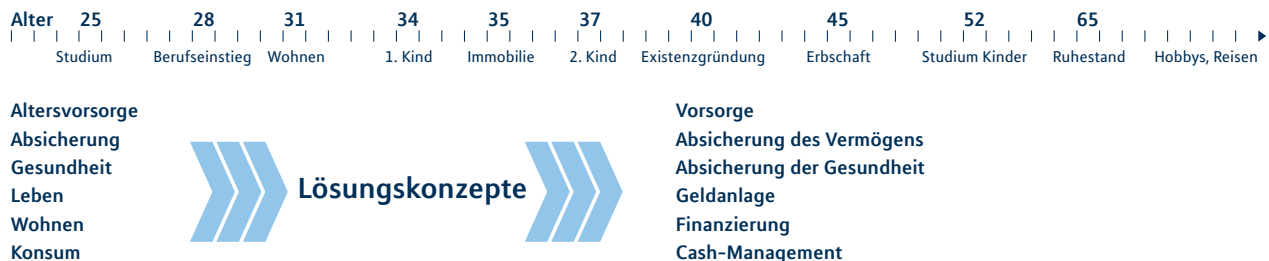 Alter 25 28 31 34 35 37 40 45 52 65
Studium Berufseinstieg Wohnen 1. Kind Immobilie 2. Kind Existenzgründung Erbschaft Studium Kinder Ruhestand Hobbys, Reisen
Altersvorsorge
Absicherung
Gesundheit
Leben
Wohnen
Konsum
Lösungskonzepte
Vorsorge
Absicherung des Vermögens
Absicherung der Gesundheit
Geldanlage
Finanzierung
Cash-Management